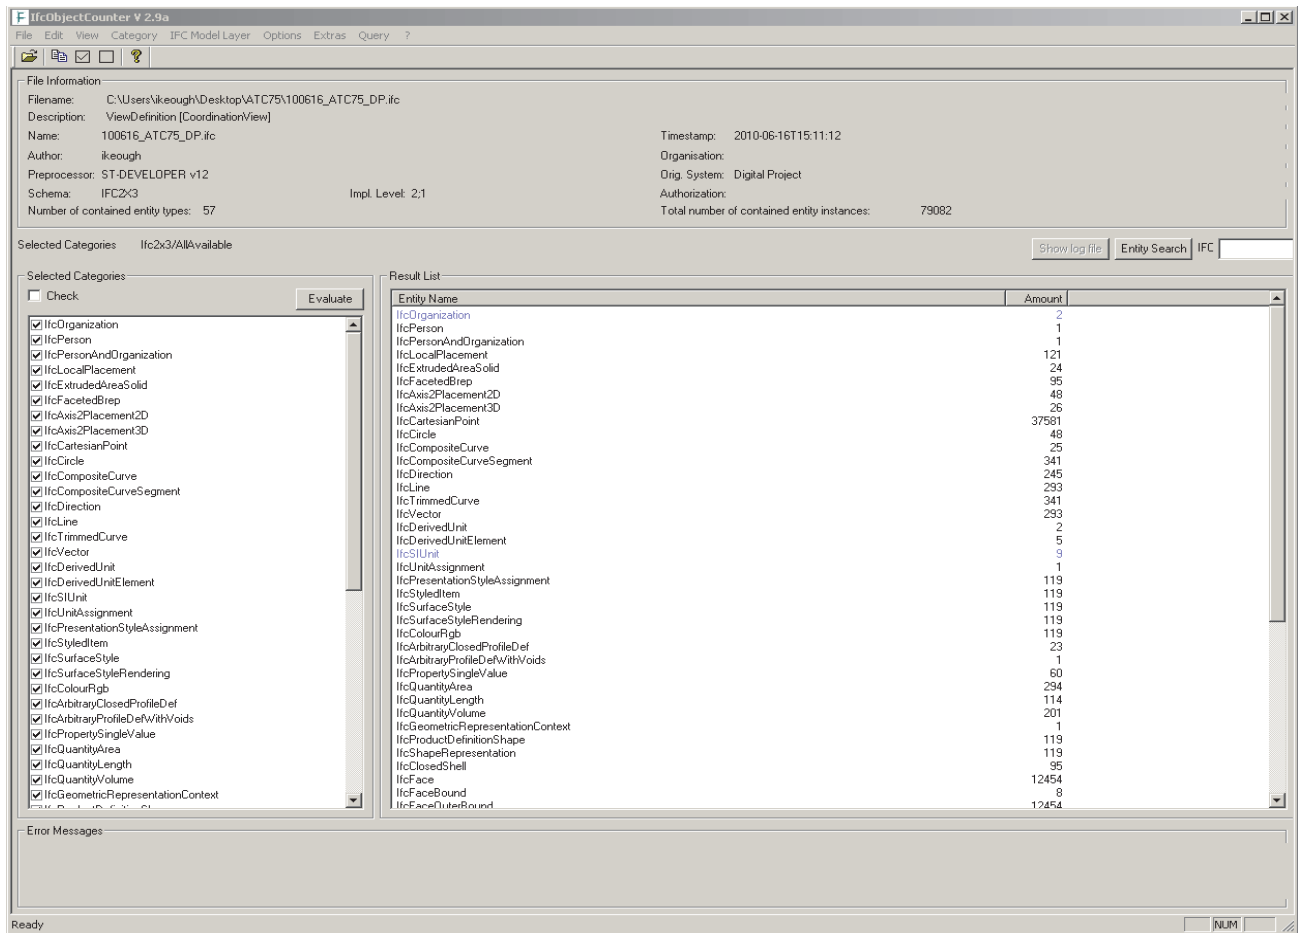 IfcObjectCounter V 2.9a
File Edit View Category IFC Model Layer Options Extras Query ?
File Information
Filename: C:\Users\ikeough\Desktop\ATC75\100616_ATC75_DP.ifc
Description: ViewDefinition [CoordinationView]
Name: 100616_ATC75_DP.ifc Timestamp: 2010-06-16T15:11:12
Author: ikeough Organisation:
Preprocessor: ST-DEVELOPER v12 Orig. System: Digital Project
Schema: IFC2X3 Impl. Level: 2;1 Authorization:
Number of contained entity types: 57 Total number of contained entity instances: 79082
Selected Categories Ifc2x3/AllAvailable Show log file Entity Search IFC
Selected Categories
Check Evaluate
IfcOrganization
IfcPerson
IfcPersonAndOrganization
IfcLocalPlacement
IfcExtrudedAreaSolid
IfcFacetedBrep
IfcAxis2Placement2D
IfcAxis2Placement3D
IfcCartesianPoint
IfcCircle
IfcCompositeCurve
IfcCompositeCurveSegment
IfcDirection
IfcLine
IfcTrimmedCurve
IfcVector
IfcDerivedUnit
IfcDerivedUnitElement
IfcSIUnit
IfcUnitAssignment
IfcPresentationStyleAssignment
IfcStyledItem
IfcSurfaceStyle
IfcSurfaceStyleRendering
IfcColourRgb
IfcArbitraryClosedProfileDef
IfcArbitraryProfileDefWithVoids
IfcPropertySingleValue
IfcQuantityArea
IfcQuantityLength
IfcQuantityVolume
IfcGeometricRepresentationContext
Result List
Entity Name Amount
IfcOrganization 2
IfcPerson 1
IfcPersonAndOrganization 1
IfcLocalPlacement 121
IfcExtrudedAreaSolid 24
IfcFacetedBrep 95
IfcAxis2Placement2D 48
IfcAxis2Placement3D 26
IfcCartesianPoint 37581
IfcCircle 48
IfcCompositeCurve 25
IfcCompositeCurveSegment 341
IfcDirection 245
IfcLine 293
IfcTrimmedCurve 341
IfcVector 293
IfcDerivedUnit 2
IfcDerivedUnitElement 5
IfcSIUnit 9
IfcUnitAssignment 1
IfcPresentationStyleAssignment 119
IfcStyledItem 119
IfcSurfaceStyle 119
IfcSurfaceStyleRendering 119
IfcColourRgb 119
IfcArbitraryClosedProfileDef 23
IfcArbitraryProfileDefWithVoids 1
IfcPropertySingleValue 60
IfcQuantityArea 294
IfcQuantityLength 114
IfcQuantityVolume 201
IfcGeometricRepresentationContext 1
IfcProductDefinitionShape 119
IfcShapeRepresentation 119
IfcClosedShell 95
IfcFace 12454
IfcFaceBound 8
IfcFaceOuterBound 12454
Error Messages
Ready NUM